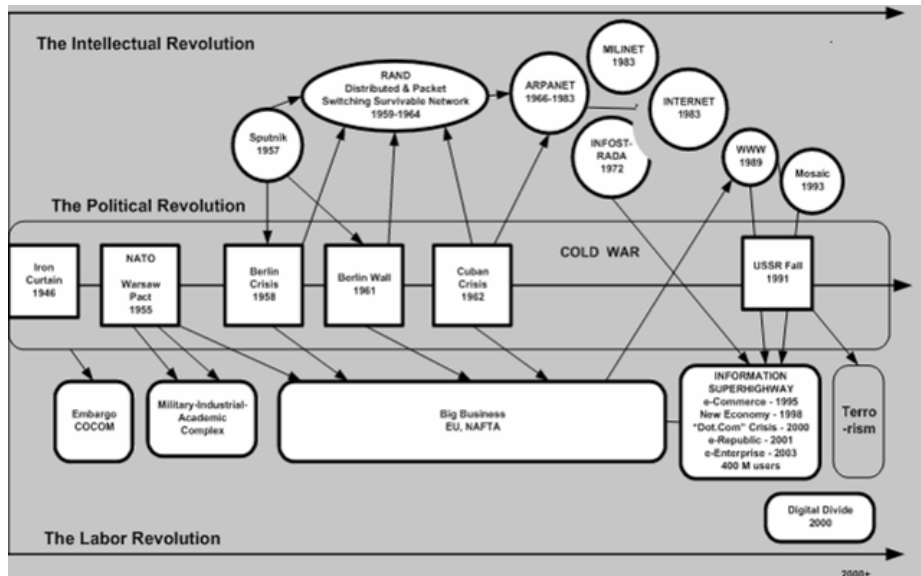 The Intellectual Revolution
MILINET
1983
RAND
Distributed & Packet
Switching Survivable Network
1959-1964
ARPANET
1966-1983
INTERNET
1983
Sputnik
1957
INFOST-
RADA
1972
WWW
1989
Mosaic
1993
The Political Revolution
COLD WAR
Iron
Curtain
1946
NATO
Warsaw
Pact
1955
Berlin
Crisis
1958
Berlin Wall
1961
Cuban
Crisis
1962
USSR Fall
1991
Embargo
COCOM
Military-Industrial-
Academic
Complex
Big Business
EU, NAFTA
INFORMATION
SUPERHIGHWAY
e-Commerce - 1995
New Economy - 1998
"Dot.Com" Crisis - 2000
e-Republic - 2001
e-Enterprise - 2003
400 M users
Terro
-rism
Digital Divide
2000
The Labor Revolution
2000+